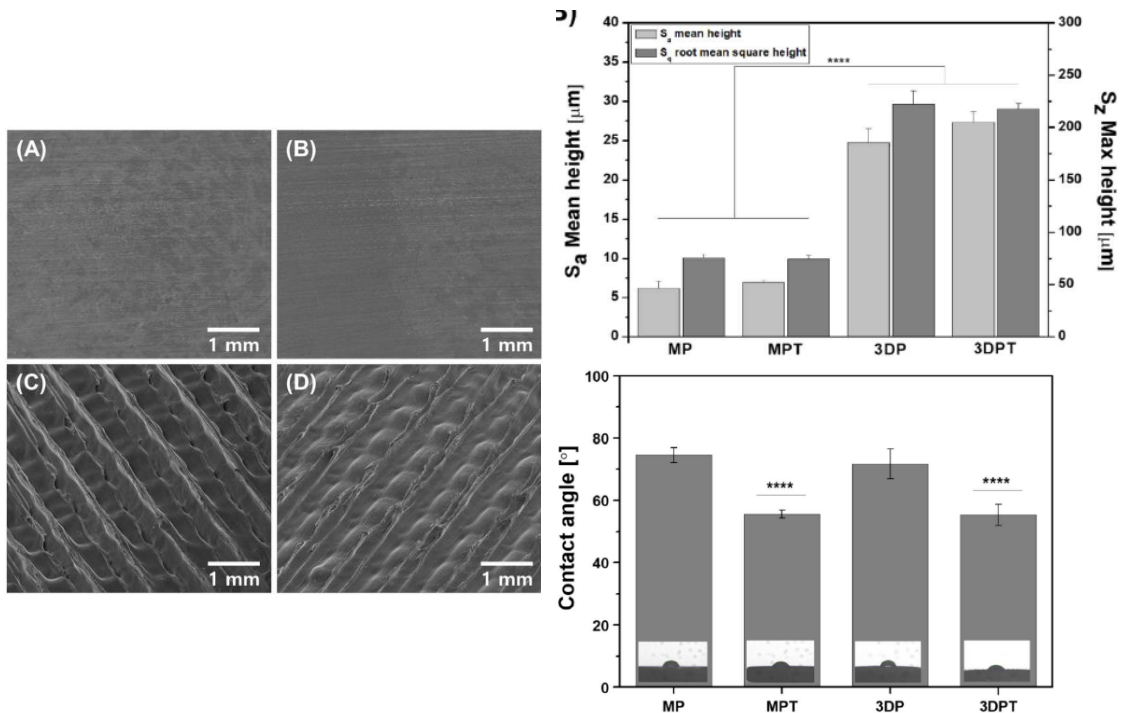 (A)
1 mm
(B)
1 mm
(C)
1 mm
(D)
1 mm
Sa Mean height [μm]
40
35
30
25
20
15
10
5
0
Sa mean height
Sq root mean square height
****
MP
MPT
3DP
3DPT
300
250
200
150
100
50
0
Sz Max height [μm]
Contact angle [°]
100
80
60
40
20
0
****
****
MP
MPT
3DP
3DPT